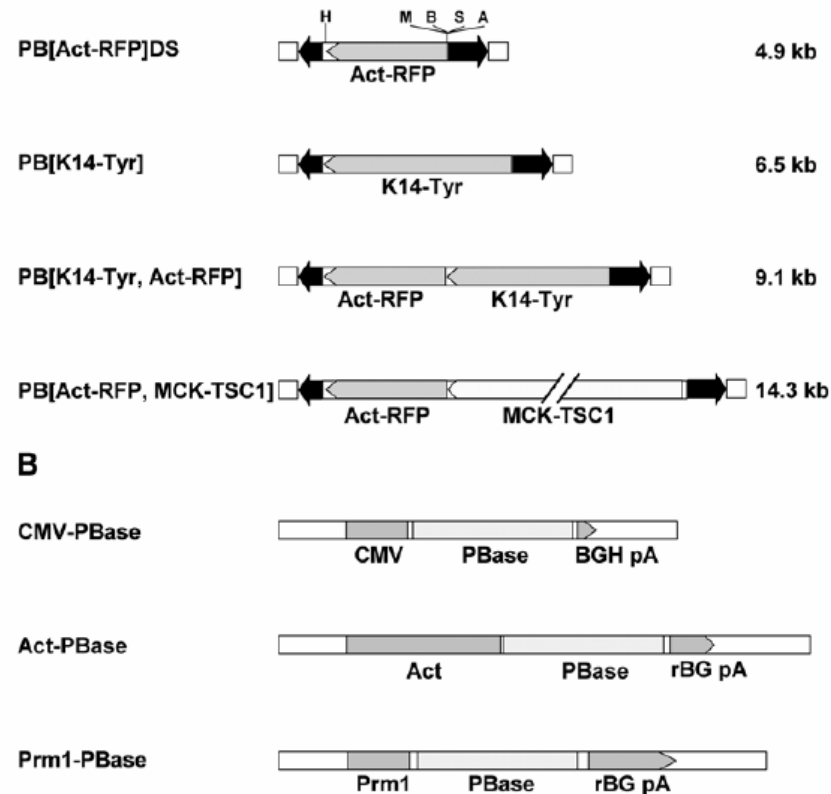 H M B S A
PB[Act-RFP]DS 4.9 kb
Act-RFP
PB[K14-Tyr] 6.5 kb
K14-Tyr
PB[K14-Tyr, Act-RFP] 9.1 kb
Act-RFP K14-Tyr
PB[Act-RFP, MCK-TSC1] 14.3 kb
Act-RFP MCK-TSC1
B
CMV-PBase
CMV PBase BGH pA
Act-PBase
Act PBase rBG pA
Prm1-PBase
Prm1 PBase rBG pA